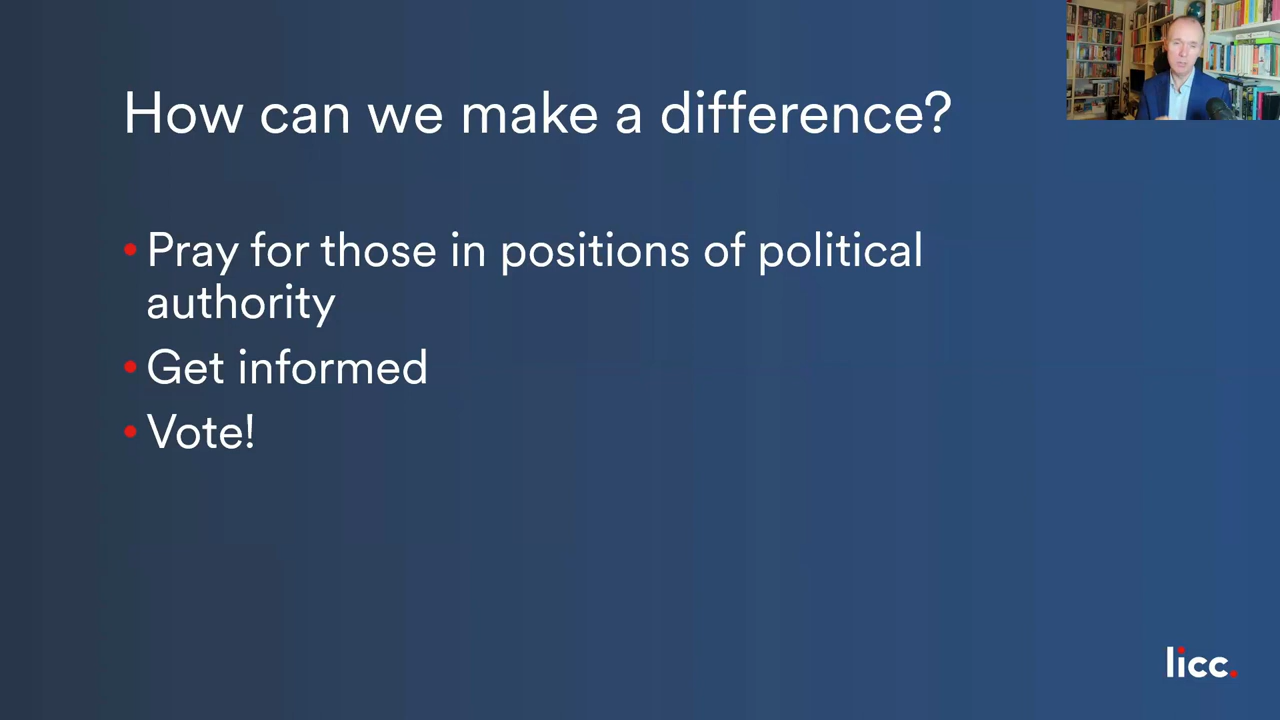 How can we make a difference?
• Pray for those in positions of political
authority
• Get informed
• Vote!
licc.